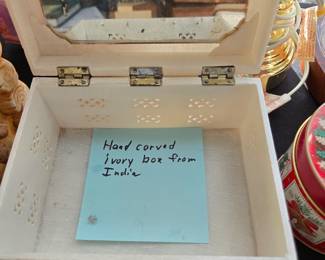 Hand carved
ivory box from
India